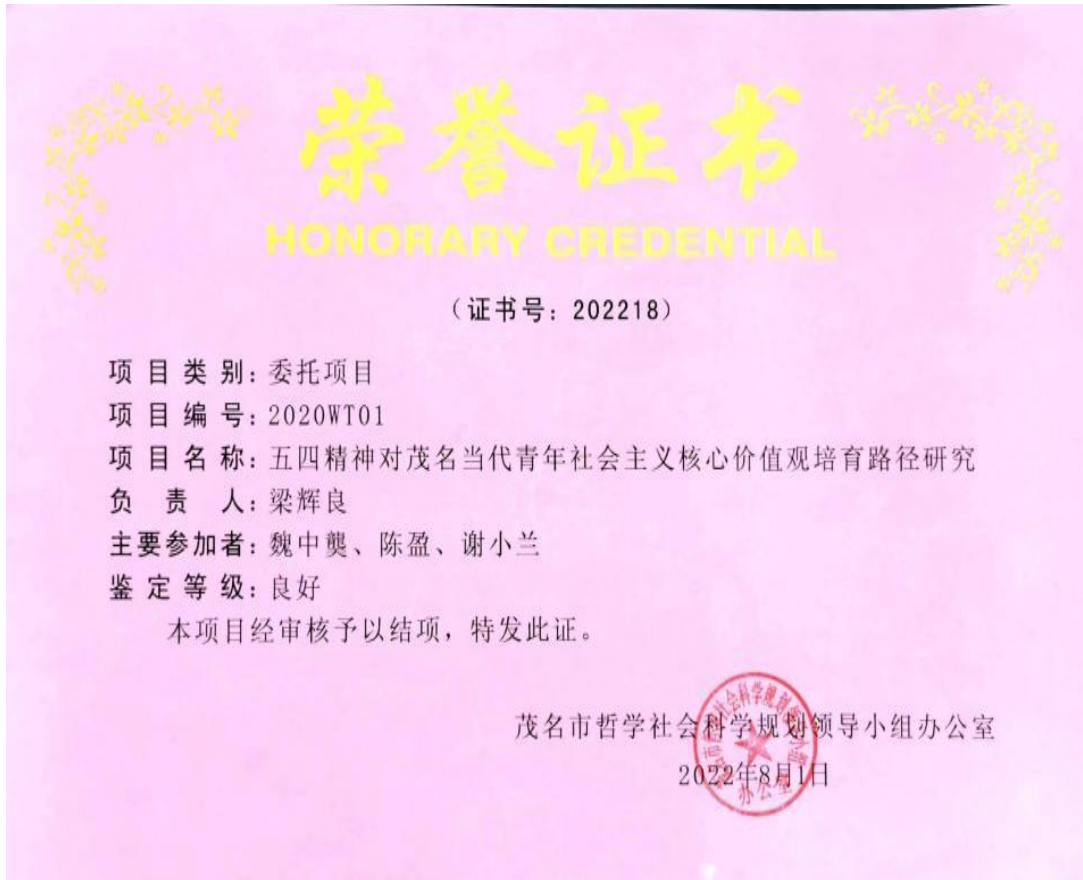 荣誉证书
HONORARY CREDENTIAL
（证书号：202218）
项目类别：委托项目
项目编号：2020WT01
项目名称：五四精神对茂名当代青年社会主义核心价值观培育路径研究
负责人：梁辉良
主要参加者：魏中龑、陈盈、谢小兰
鉴定等级：良好
本项目经审核予以结项，特发此证。
茂名市哲学社会科学规划领导小组办公室
2022年8月1日